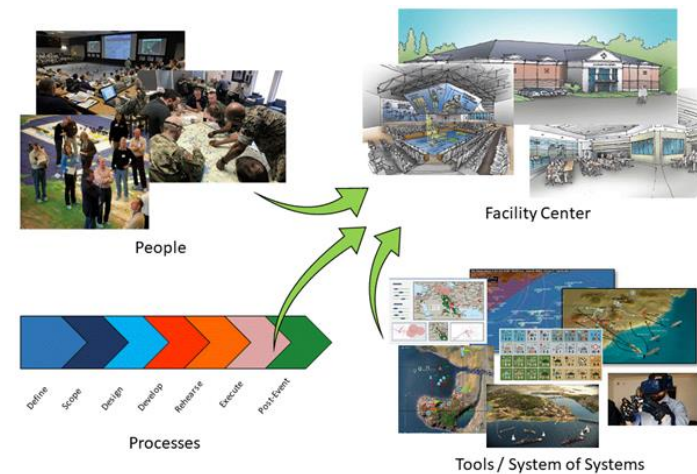 People
Facility Center
Define
Scope
Design
Develop
Rehearse
Execute
Post-Event
Processes
Tools / System of Systems